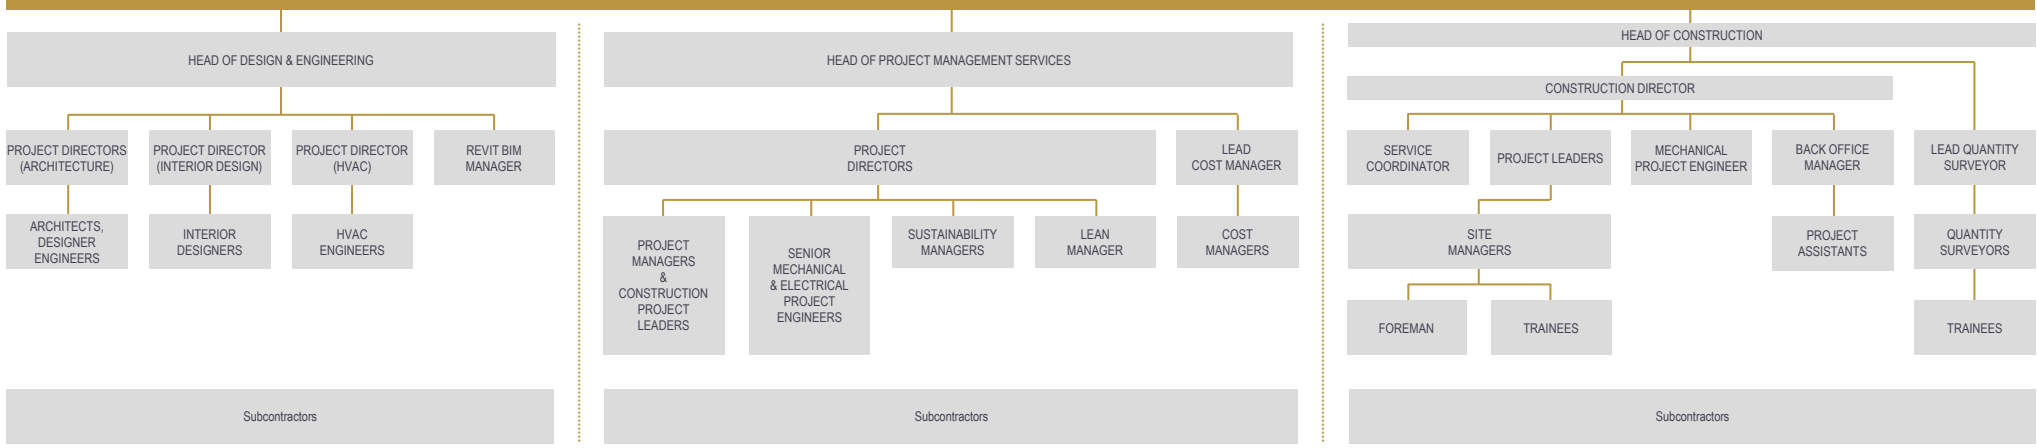 HEAD OF DESIGN & ENGINEERING
PROJECT DIRECTORS
(ARCHITECTURE)
PROJECT DIRECTOR
(INTERIOR DESIGN)
PROJECT DIRECTOR
(HVAC)
REVIT BIM
MANAGER
ARCHITECTS,
DESIGNER
ENGINEERS
INTERIOR
DESIGNERS
HVAC
ENGINEERS
Subcontractors
HEAD OF PROJECT MANAGEMENT SERVICES
PROJECT
DIRECTORS
LEAD
COST MANAGER
PROJECT
MANAGERS
&
CONSTRUCTION
PROJECT
LEADERS
SENIOR
MECHANICAL
& ELECTRICAL
PROJECT
ENGINEERS
SUSTAINABILITY
MANAGERS
LEAN
MANAGER
COST
MANAGERS
Subcontractors
HEAD OF CONSTRUCTION
CONSTRUCTION DIRECTOR
SERVICE
COORDINATOR
PROJECT LEADERS
MECHANICAL
PROJECT ENGINEER
BACK OFFICE
MANAGER
LEAD QUANTITY
SURVEYOR
SITE
MANAGERS
PROJECT
ASSISTANTS
QUANTITY
SURVEYORS
FOREMAN
TRAINEES
TRAINEES
Subcontractors